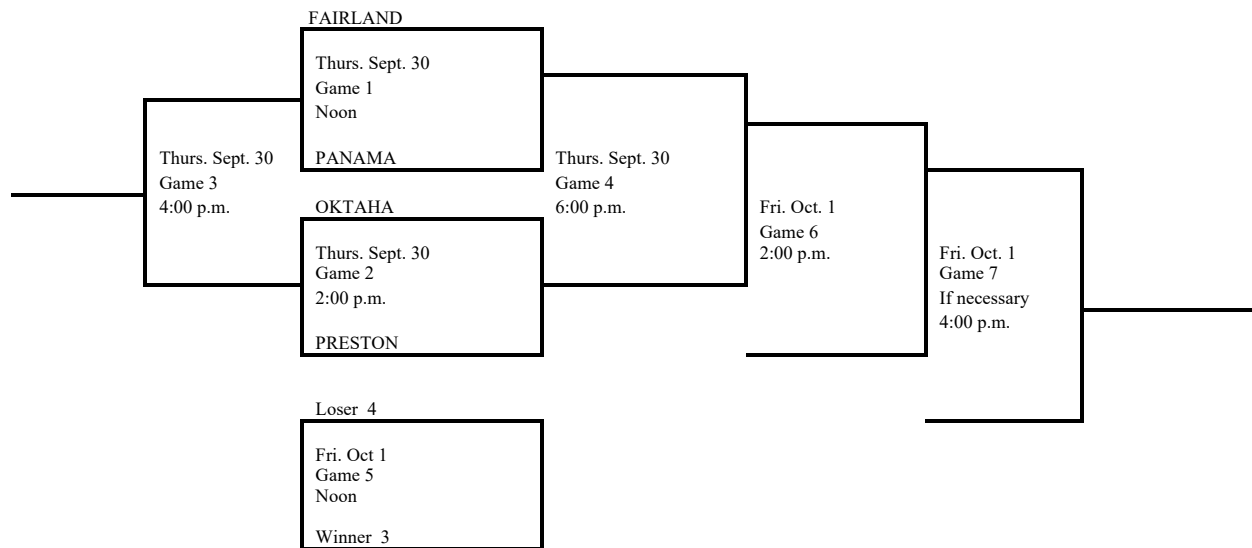 FAIRLAND
Thurs. Sept. 30
Game 1
Noon
PANAMA
Thurs. Sept. 30
Game 3
4:00 p.m.
Thurs. Sept. 30
Game 4
6:00 p.m.
OKTAHA
Thurs. Sept. 30
Game 2
2:00 p.m.
PRESTON
Fri. Oct. 1
Game 6
2:00 p.m.
Fri. Oct. 1
Game 7
If necessary
4:00 p.m.
Loser 4
Fri. Oct 1
Game 5
Noon
Winner 3